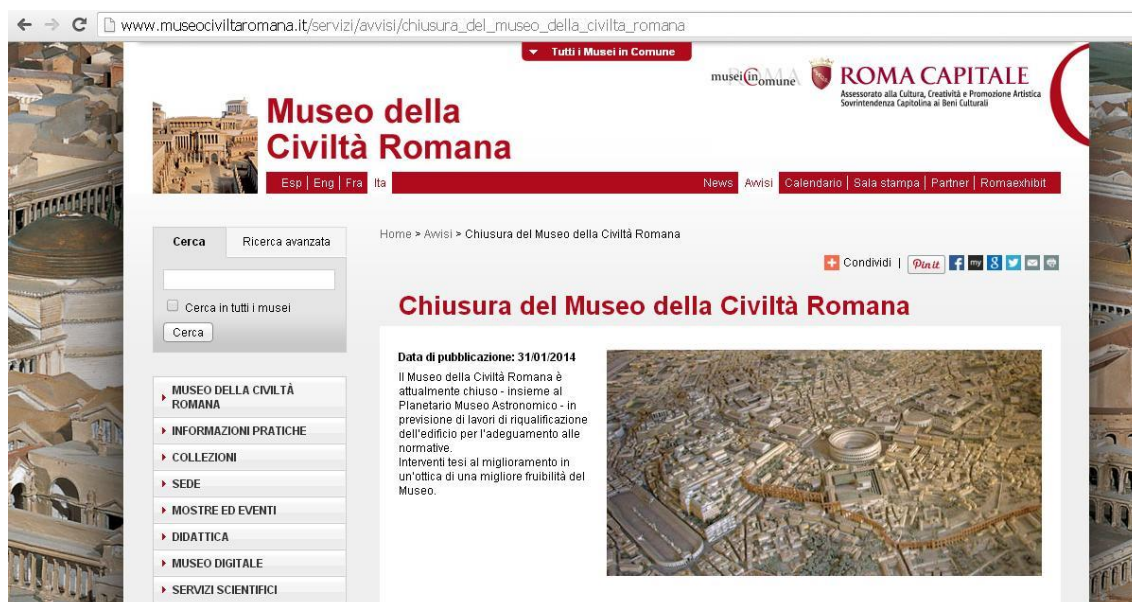 www.museociviltaromana.it/servizi/avvisi/chiusura_del_museo_della_civilta_romana
Tutti i Musei in Comune
musei in Comune
ROMA
ROMA CAPITALE
Assessorato alla Cultura, Creatività e Promozione Artistica
Sovrintendenza Capitolina ai Beni Culturali
Museo della
Civiltà Romana
Esp | Eng | Fra Ita
News Avvisi Calendario | Sala stampa | Partner | Romaexhibit
Cerca Ricerca avanzata
Home > Avvisi > Chiusura del Museo della Civiltà Romana
Condividi | Pin it
Cerca in tutti i musei
Cerca
Chiusura del Museo della Civiltà Romana
Data di pubblicazione: 31/01/2014
Il Museo della Civiltà Romana è
attualmente chiuso - insieme al
Planetario Museo Astronomico - in
previsione di lavori di riqualificazione
dell'edificio per l'adeguamento alle
normative.
Interventi tesi al miglioramento in
un'ottica di una migliore fruibilità del
Museo.
MUSEO DELLA CIVILTÀ
ROMANA
INFORMAZIONI PRATICHE
COLLEZIONI
SEDE
MOSTRE ED EVENTI
DIDATTICA
MUSEO DIGITALE
SERVIZI SCIENTIFICI